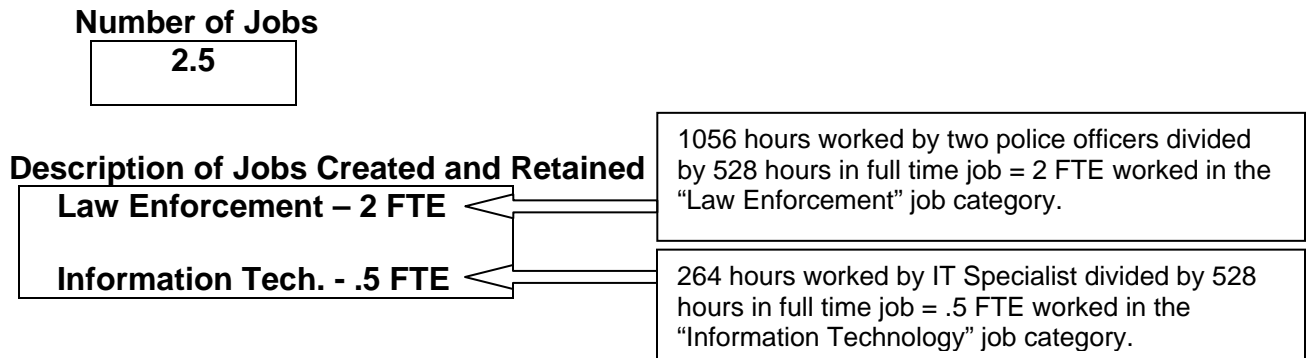 Number of Jobs
2.5
Description of Jobs Created and Retained
Law Enforcement – 2 FTE
Information Tech. - .5 FTE
1056 hours worked by two police officers divided
by 528 hours in full time job = 2 FTE worked in the
“Law Enforcement” job category.
264 hours worked by IT Specialist divided by 528
hours in full time job = .5 FTE worked in the
“Information Technology” job category.